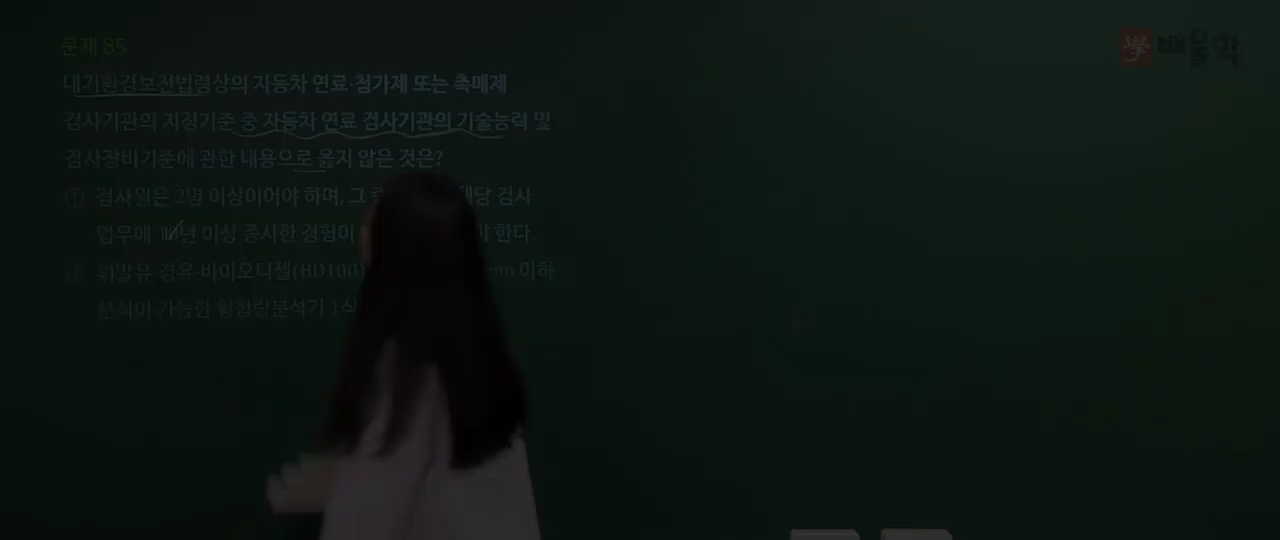 문제 85
대기환경보전법령상의 자동차 연료·첨가제 또는 촉매제
검사기관의 지정기준 중 자동차 연료 검사기관의 기술능력 및
검사장비기준에 관한 내용으로 옳지 않은 것은?
① 검사원은 2명 이상이어야 하며, 그 해당 검사
업무에 년 이상 종사한 경험이 한다.
② 휘발유·경유·바이오디젤(BD100) 이하
분석이 가능한 황함량분석기 1식
學 배울학